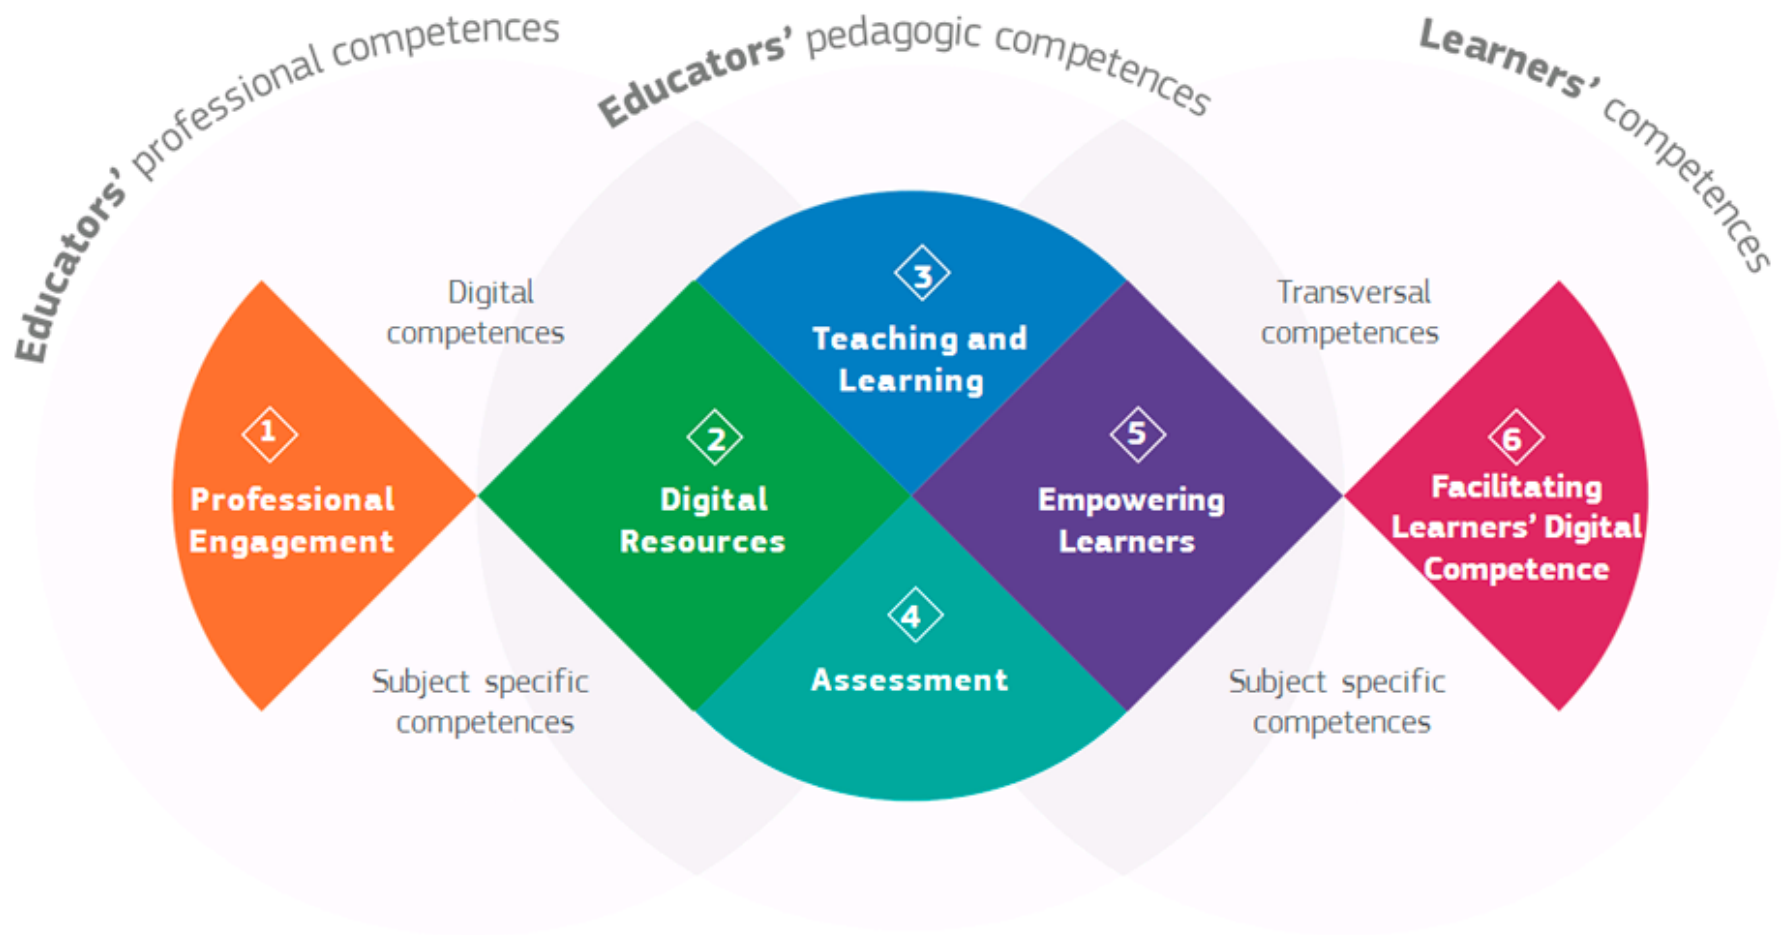 Educators’ professional competences
Educators’ pedagogic competences
Learners’ competences
Digital
competences
Transversal
competences
1
Professional
Engagement
2
Digital
Resources
3
Teaching and
Learning
4
Assessment
5
Empowering
Learners
6
Facilitating
Learners’ Digital
Competence
Subject specific
competences
Subject specific
competences